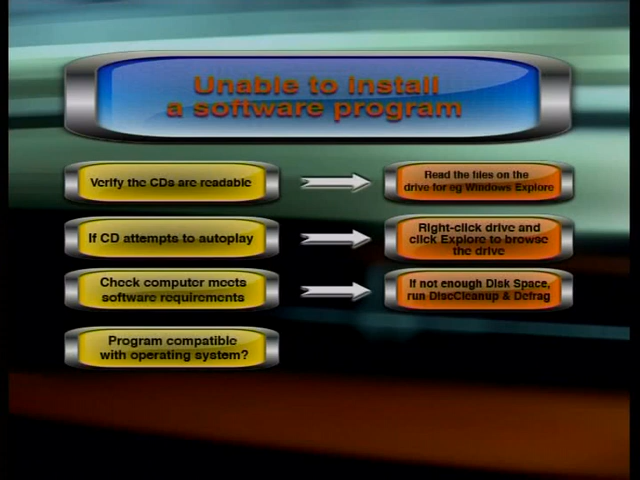 Unable to install
a software program
Verify the CDs are readable
Read the files on the
drive for eg Windows Explore
If CD attempts to autoplay
Right-click drive and
click Explore to browse
the drive
Check computer meets
software requirements
If not enough Disk Space,
run DiscCleanup & Defrag
Program compatible
with operating system?